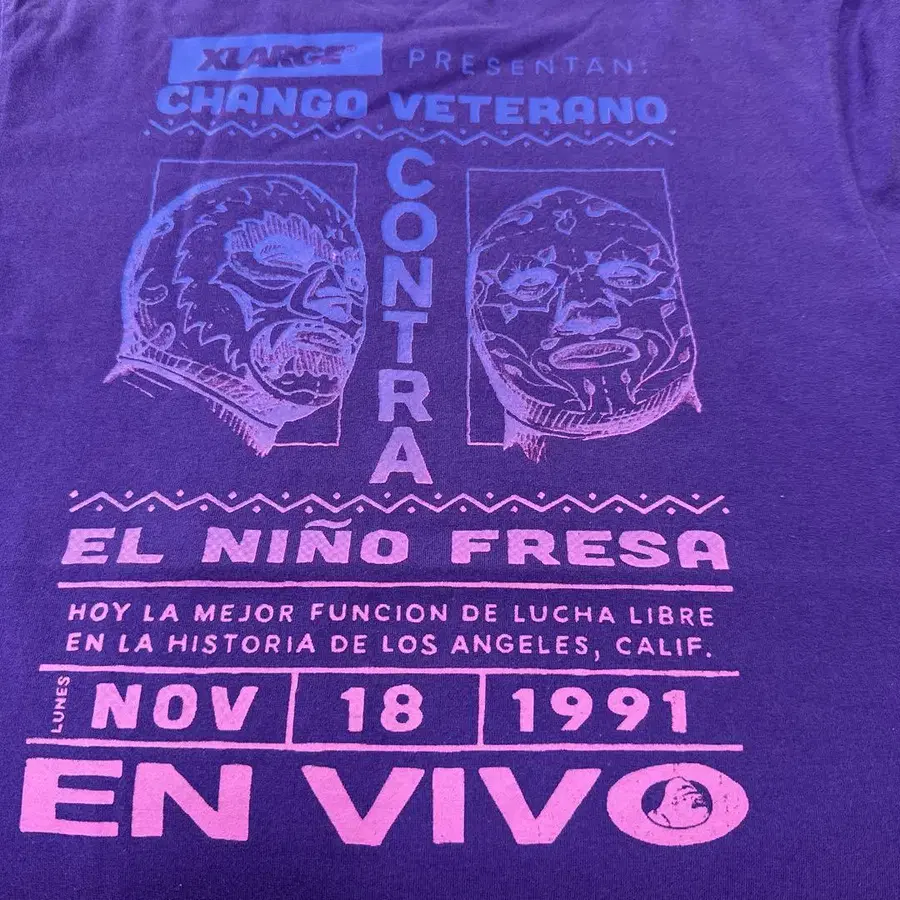 XLARGE® PRESENTAN:
CHANGO VETERANO
CONTRA
EL NIÑO FRESA
HOY LA MEJOR FUNCION DE LUCHA LIBRE
EN LA HISTORIA DE LOS ANGELES, CALIF.
LUNES NOV 18 1991
EN VIVO